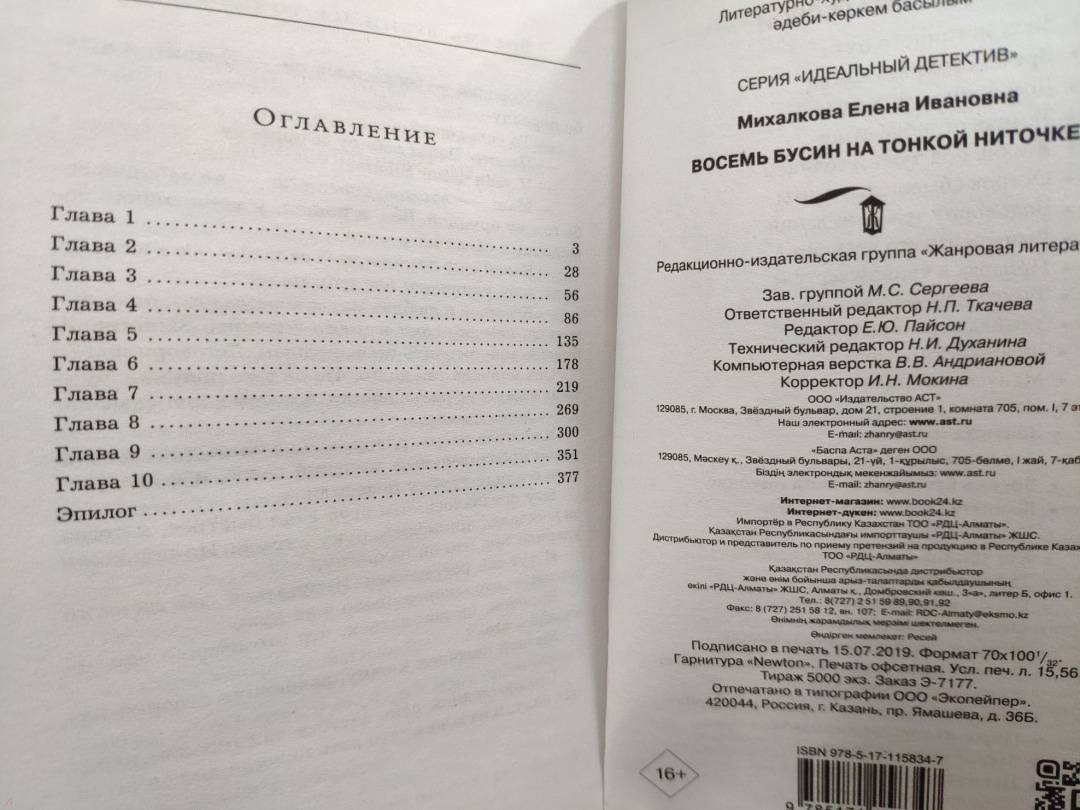 Оглавление
Глава 1 3
Глава 2 28
Глава 3 56
Глава 4 86
Глава 5 135
Глава 6 178
Глава 7 219
Глава 8 269
Глава 9 300
Глава 10 351
Эпилог 377
әдеби-көркем басылым
СЕРИЯ «ИДЕАЛЬНЫЙ ДЕТЕКТИВ»
Михалкова Елена Ивановна
ВОСЕМЬ БУСИН НА ТОНКОЙ НИТОЧКЕ
Ж
Редакционно-издательская группа «Жанровая литера
Зав. группой М.С. Сергеева
Ответственный редактор Н.П. Ткачева
Редактор Е.Ю. Пайсон
Технический редактор Н.И. Духанина
Компьютерная верстка В.В. Андриановой
Корректор И.Н. Мокина
ООО «Издательство АСТ»
129085, г. Москва, Звёздный бульвар, дом 21, строение 1, комната 705, пом. I, 7 эт
Наш электронный адрес: www.ast.ru
E-mail: zhanry@ast.ru
«Баспа Аста» деген ООО
129085, Мәскеу қ., Звёздный бульвары, 21-үй, 1-құрылыс, 705-бөлме, I жай, 7-қаб
Біздің электрондық мекенжайымыз: www.ast.ru
E-mail: zhanry@ast.ru
Интернет-магазин: www.book24.kz
Интернет-дүкен: www.book24.kz
Импортёр в Республику Казахстан ТОО «РДЦ-Алматы».
Қазақстан Республикасындағы импорттаушы «РДЦ-Алматы» ЖШС.
Дистрибьютор и представитель по приему претензий на продукцию в Республике Казах
ТОО «РДЦ-Алматы»
Қазақстан Республикасында дистрибьютор
және өнім бойынша арыз-талаптарды қабылдаушының
өкілі «РДЦ-Алматы» ЖШС, Алматы қ., Домбровский көш., 3«а», литер Б, офис 1.
Тел.: 8(727) 2 51 59 89,90,91,92
Факс: 8 (727) 251 58 12, вн. 107; E-mail: RDC-Almaty@eksmo.kz
Өнімнің жарамдылық мерзімі шектелмеген.
Өндірген мемлекет: Ресей
Подписано в печать 15.07.2019. Формат 70x100 1/32.
Гарнитура «Newton». Печать офсетная. Усл. печ. л. 15,56
Тираж 5000 экз. Заказ Э-7177.
Отпечатано в типографии ООО «Экопейпер».
420044, Россия, г. Казань, пр. Ямашева, д. 36Б.
16+
ISBN 978-5-17-115834-7